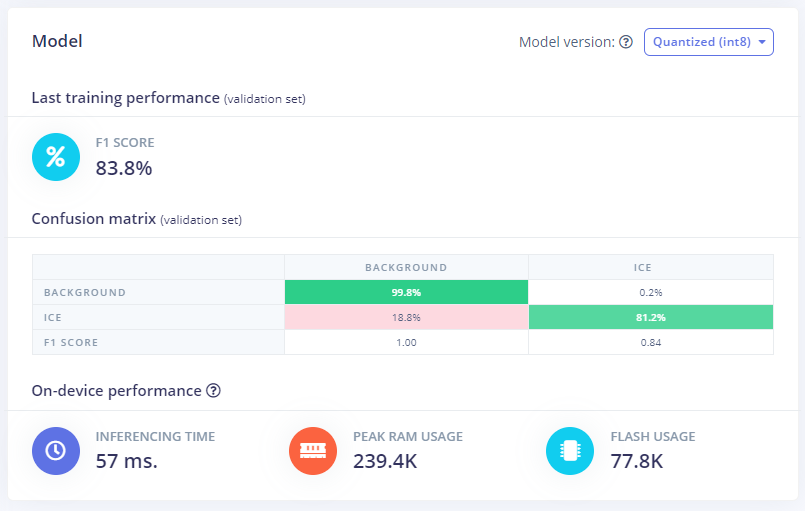 Model
Model version: Quantized (int8)
Last training performance (validation set)
%
F1 SCORE
83.8%
Confusion matrix (validation set)
BACKGROUND ICE
BACKGROUND 99.8% 0.2%
ICE 18.8% 81.2%
F1 SCORE 1.00 0.84
On-device performance
INFERENCING TIME
57 ms.
PEAK RAM USAGE
239.4K
FLASH USAGE
77.8K